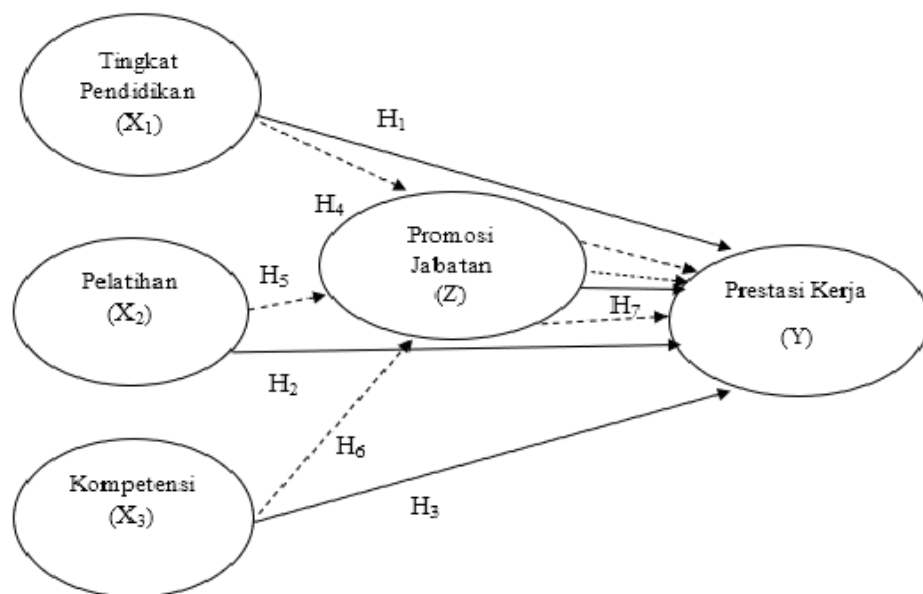 Tingkat
Pendidikan
(X₁)
H₁
H₄
Promosi
Jabatan
(Z)
Pelatihan
(X₂)
H₅
Prestasi Kerja
(Y)
H₇
H₂
H₆
Kompetensi
(X₃)
H₃